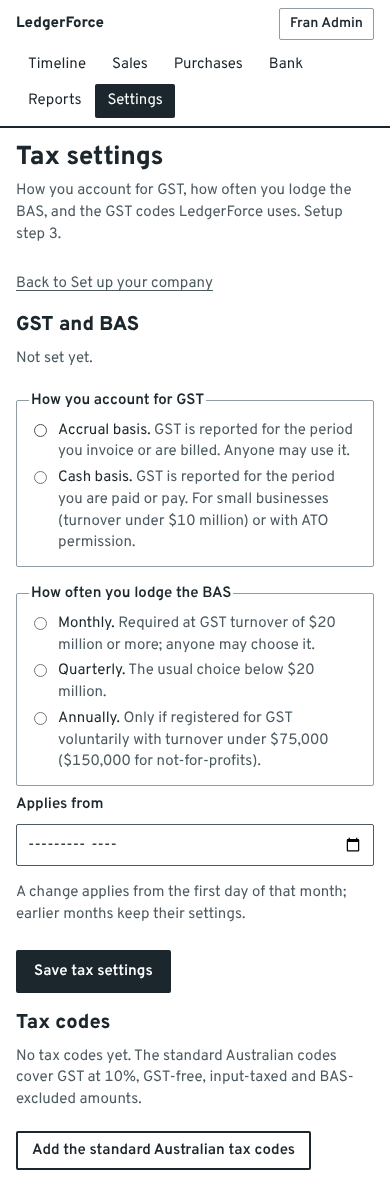 LedgerForce
Fran Admin
Timeline Sales Purchases Bank
Reports Settings
Tax settings
How you account for GST, how often you lodge the
BAS, and the GST codes LedgerForce uses. Setup
step 3.
Back to Set up your company
GST and BAS
Not set yet.
How you account for GST
Accrual basis. GST is reported for the period
you invoice or are billed. Anyone may use it.
Cash basis. GST is reported for the period
you are paid or pay. For small businesses
(turnover under $10 million) or with ATO
permission.
How often you lodge the BAS
Monthly. Required at GST turnover of $20
million or more; anyone may choose it.
Quarterly. The usual choice below $20
million.
Annually. Only if registered for GST
voluntarily with turnover under $75,000
($150,000 for not-for-profits).
Applies from
--------- ----
A change applies from the first day of that month;
earlier months keep their settings.
Save tax settings
Tax codes
No tax codes yet. The standard Australian codes
cover GST at 10%, GST-free, input-taxed and BAS-
excluded amounts.
Add the standard Australian tax codes